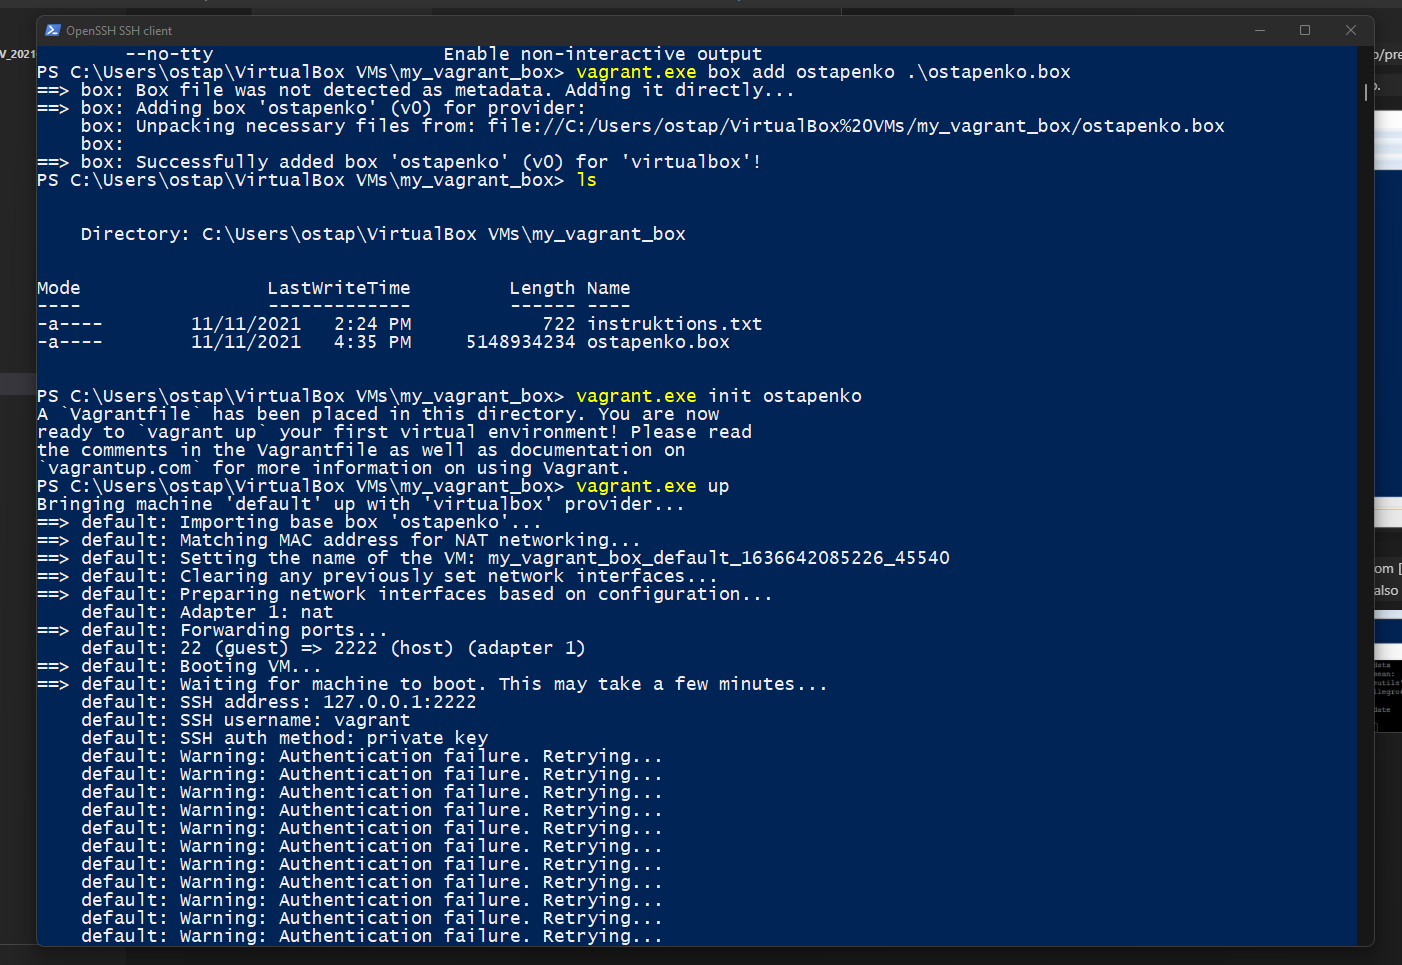 OpenSSH SSH client
V_2021
--no-tty                     Enable non-interactive output
PS C:\Users\ostap\VirtualBox VMs\my_vagrant_box> vagrant.exe box add ostapenko .\ostapenko.box
==> box: Box file was not detected as metadata. Adding it directly...
==> box: Adding box 'ostapenko' (v0) for provider:
    box: Unpacking necessary files from: file://C:/Users/ostap/VirtualBox%20VMs/my_vagrant_box/ostapenko.box
    box:
==> box: Successfully added box 'ostapenko' (v0) for 'virtualbox'!
PS C:\Users\ostap\VirtualBox VMs\my_vagrant_box> ls
    Directory: C:\Users\ostap\VirtualBox VMs\my_vagrant_box
Mode                 LastWriteTime         Length Name
----                 -------------         ------ ----
-a----        11/11/2021   2:24 PM            722 instruktions.txt
-a----        11/11/2021   4:35 PM     5148934234 ostapenko.box
PS C:\Users\ostap\VirtualBox VMs\my_vagrant_box> vagrant.exe init ostapenko
A `Vagrantfile` has been placed in this directory. You are now
ready to `vagrant up` your first virtual environment! Please read
the comments in the Vagrantfile as well as documentation on
`vagrantup.com` for more information on using Vagrant.
PS C:\Users\ostap\VirtualBox VMs\my_vagrant_box> vagrant.exe up
Bringing machine 'default' up with 'virtualbox' provider...
==> default: Importing base box 'ostapenko'...
==> default: Matching MAC address for NAT networking...
==> default: Setting the name of the VM: my_vagrant_box_default_1636642085226_45540
==> default: Clearing any previously set network interfaces...
==> default: Preparing network interfaces based on configuration...
    default: Adapter 1: nat
==> default: Forwarding ports...
    default: 22 (guest) => 2222 (host) (adapter 1)
==> default: Booting VM...
==> default: Waiting for machine to boot. This may take a few minutes...
    default: SSH address: 127.0.0.1:2222
    default: SSH username: vagrant
    default: SSH auth method: private key
    default: Warning: Authentication failure. Retrying...
    default: Warning: Authentication failure. Retrying...
    default: Warning: Authentication failure. Retrying...
    default: Warning: Authentication failure. Retrying...
    default: Warning: Authentication failure. Retrying...
    default: Warning: Authentication failure. Retrying...
    default: Warning: Authentication failure. Retrying...
    default: Warning: Authentication failure. Retrying...
    default: Warning: Authentication failure. Retrying...
    default: Warning: Authentication failure. Retrying...
    default: Warning: Authentication failure. Retrying...
also